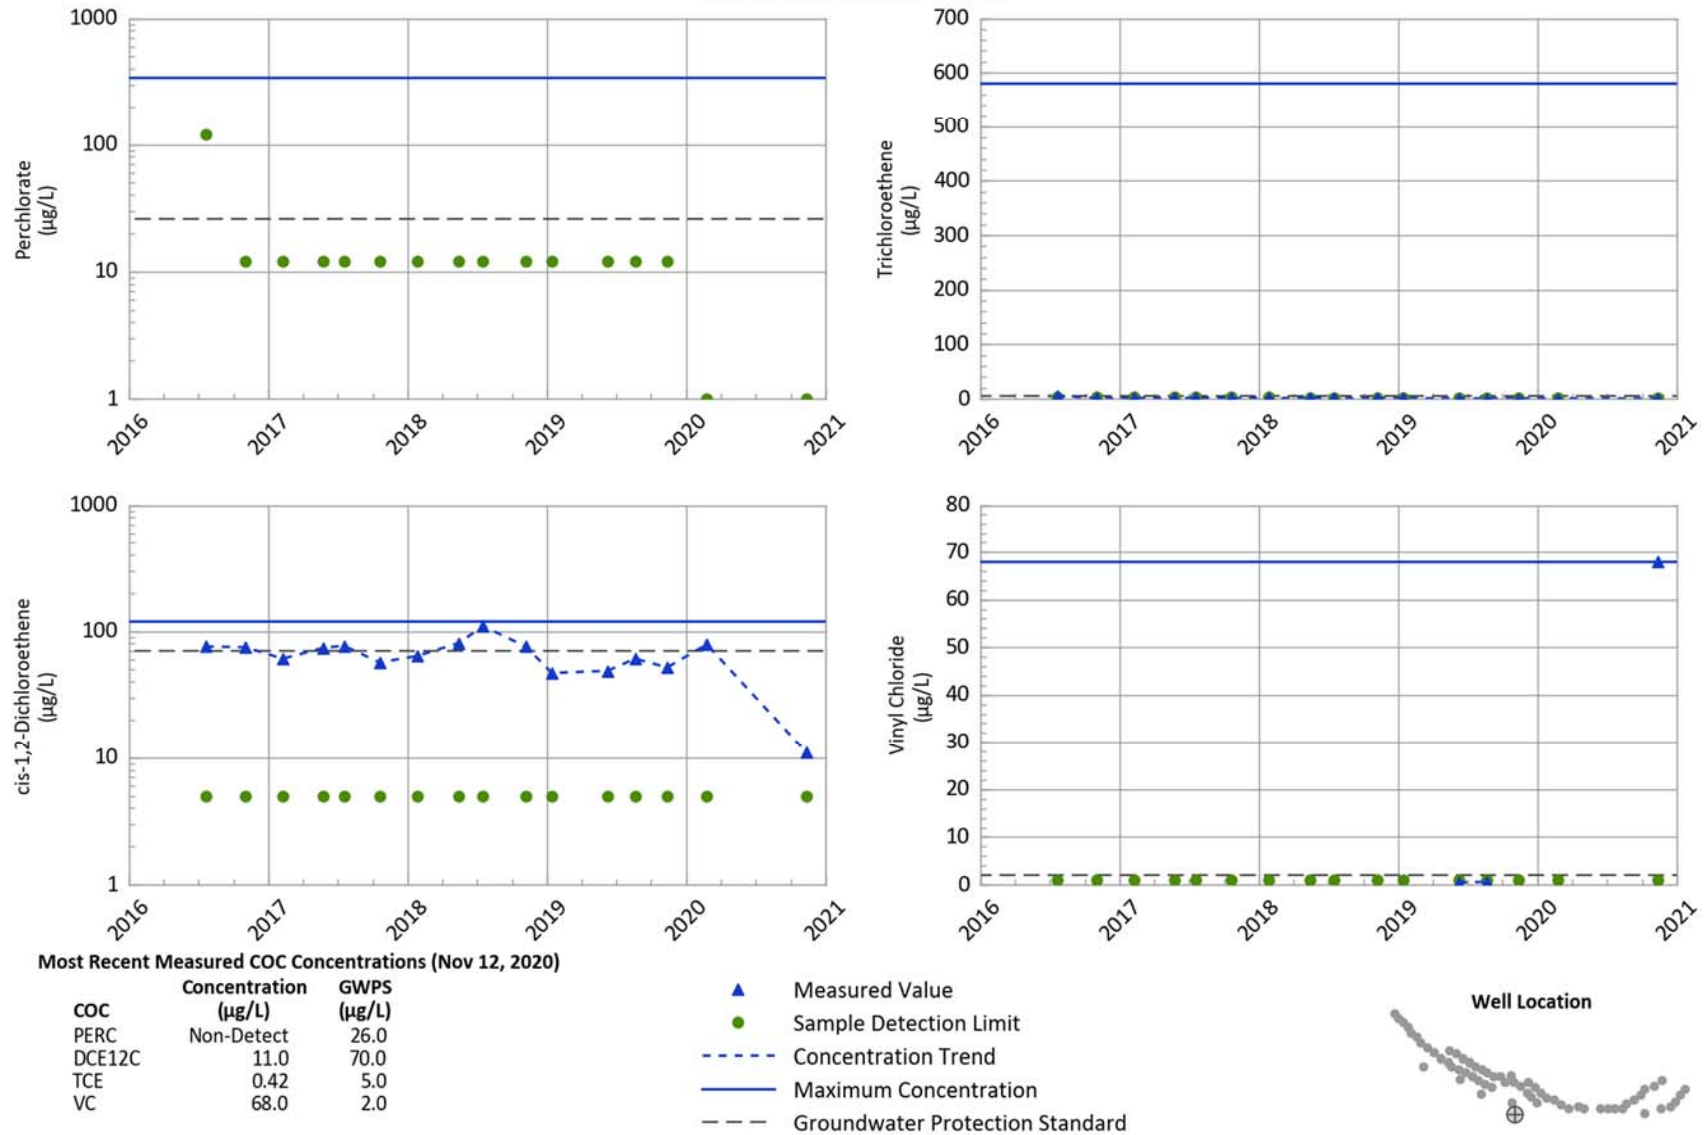 1000
100
10
1
Perchlorate
(µg/L)
2016
2017
2018
2019
2020
2021
700
600
500
400
300
200
100
0
Trichloroethene
(µg/L)
2016
2017
2018
2019
2020
2021
1000
100
10
1
cis-1,2-Dichloroethene
(µg/L)
2016
2017
2018
2019
2020
2021
80
70
60
50
40
30
20
10
0
Vinyl Chloride
(µg/L)
2016
2017
2018
2019
2020
2021
Most Recent Measured COC Concentrations (Nov 12, 2020)
Concentration GWPS
COC (µg/L) (µg/L)
PERC Non-Detect 26.0
DCE12C 11.0 70.0
TCE 0.42 5.0
VC 68.0 2.0
Measured Value
Sample Detection Limit
Concentration Trend
Maximum Concentration
Groundwater Protection Standard
Well Location